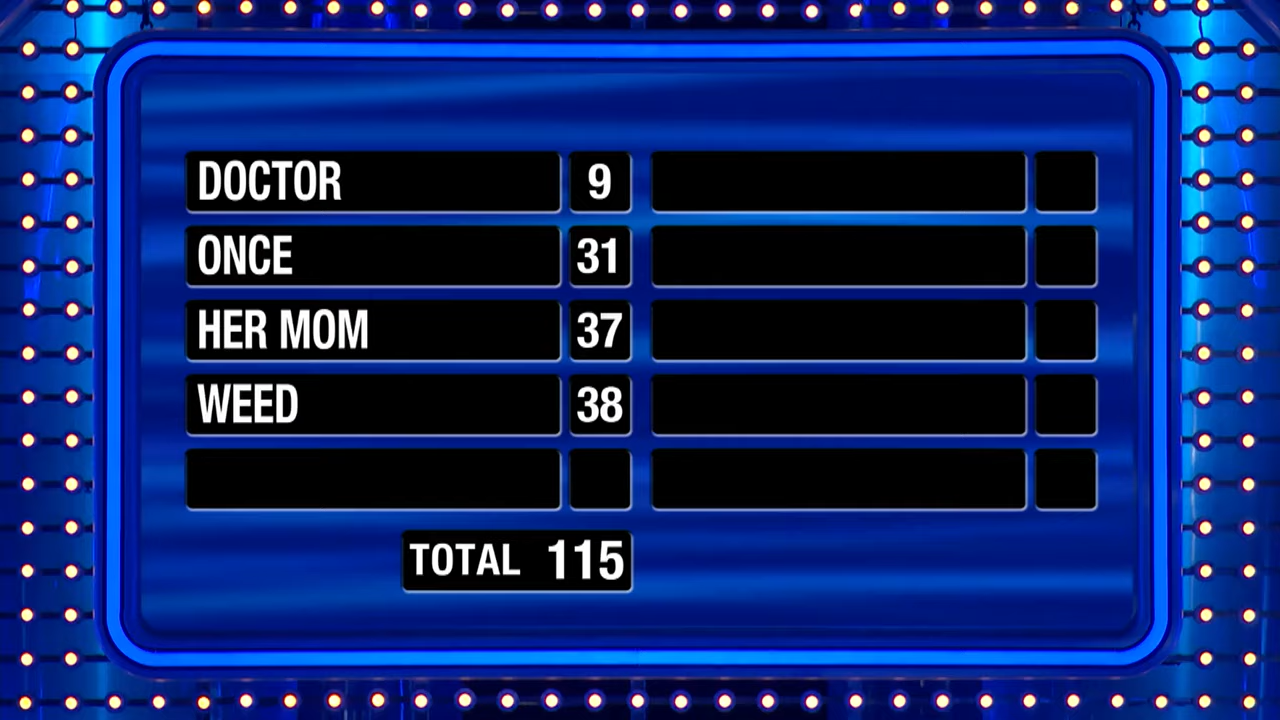 DOCTOR 9
ONCE 31
HER MOM 37
WEED 38
TOTAL 115